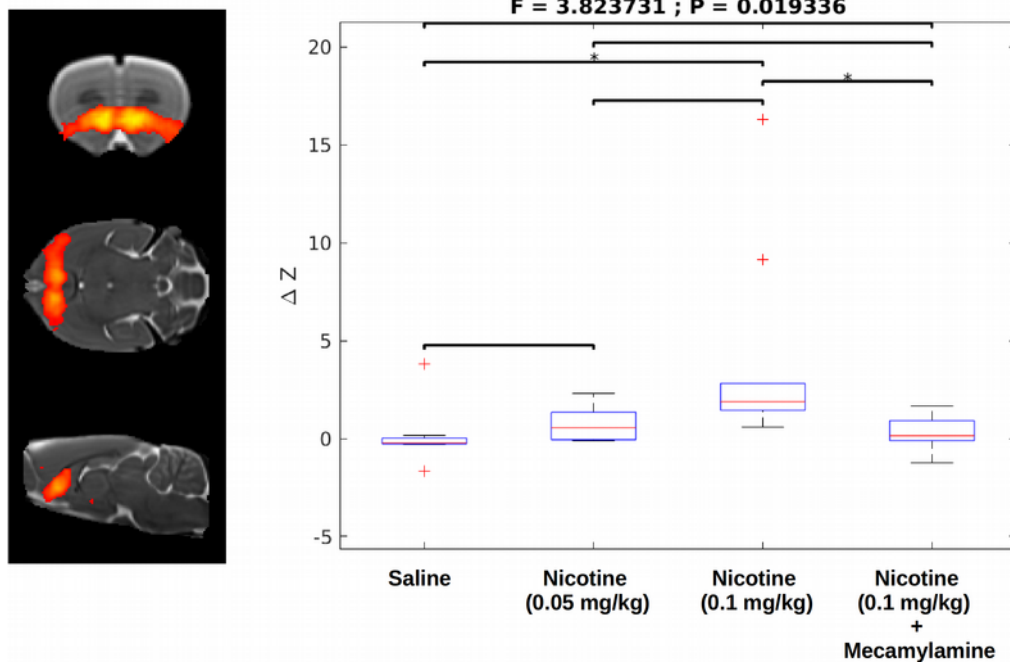 F = 3.823731 ; P = 0.019336
20
*
*
15
10
Δ Z
5
0
-5
Saline
Nicotine
(0.05 mg/kg)
Nicotine
(0.1 mg/kg)
Nicotine
(0.1 mg/kg)
+
Mecamylamine